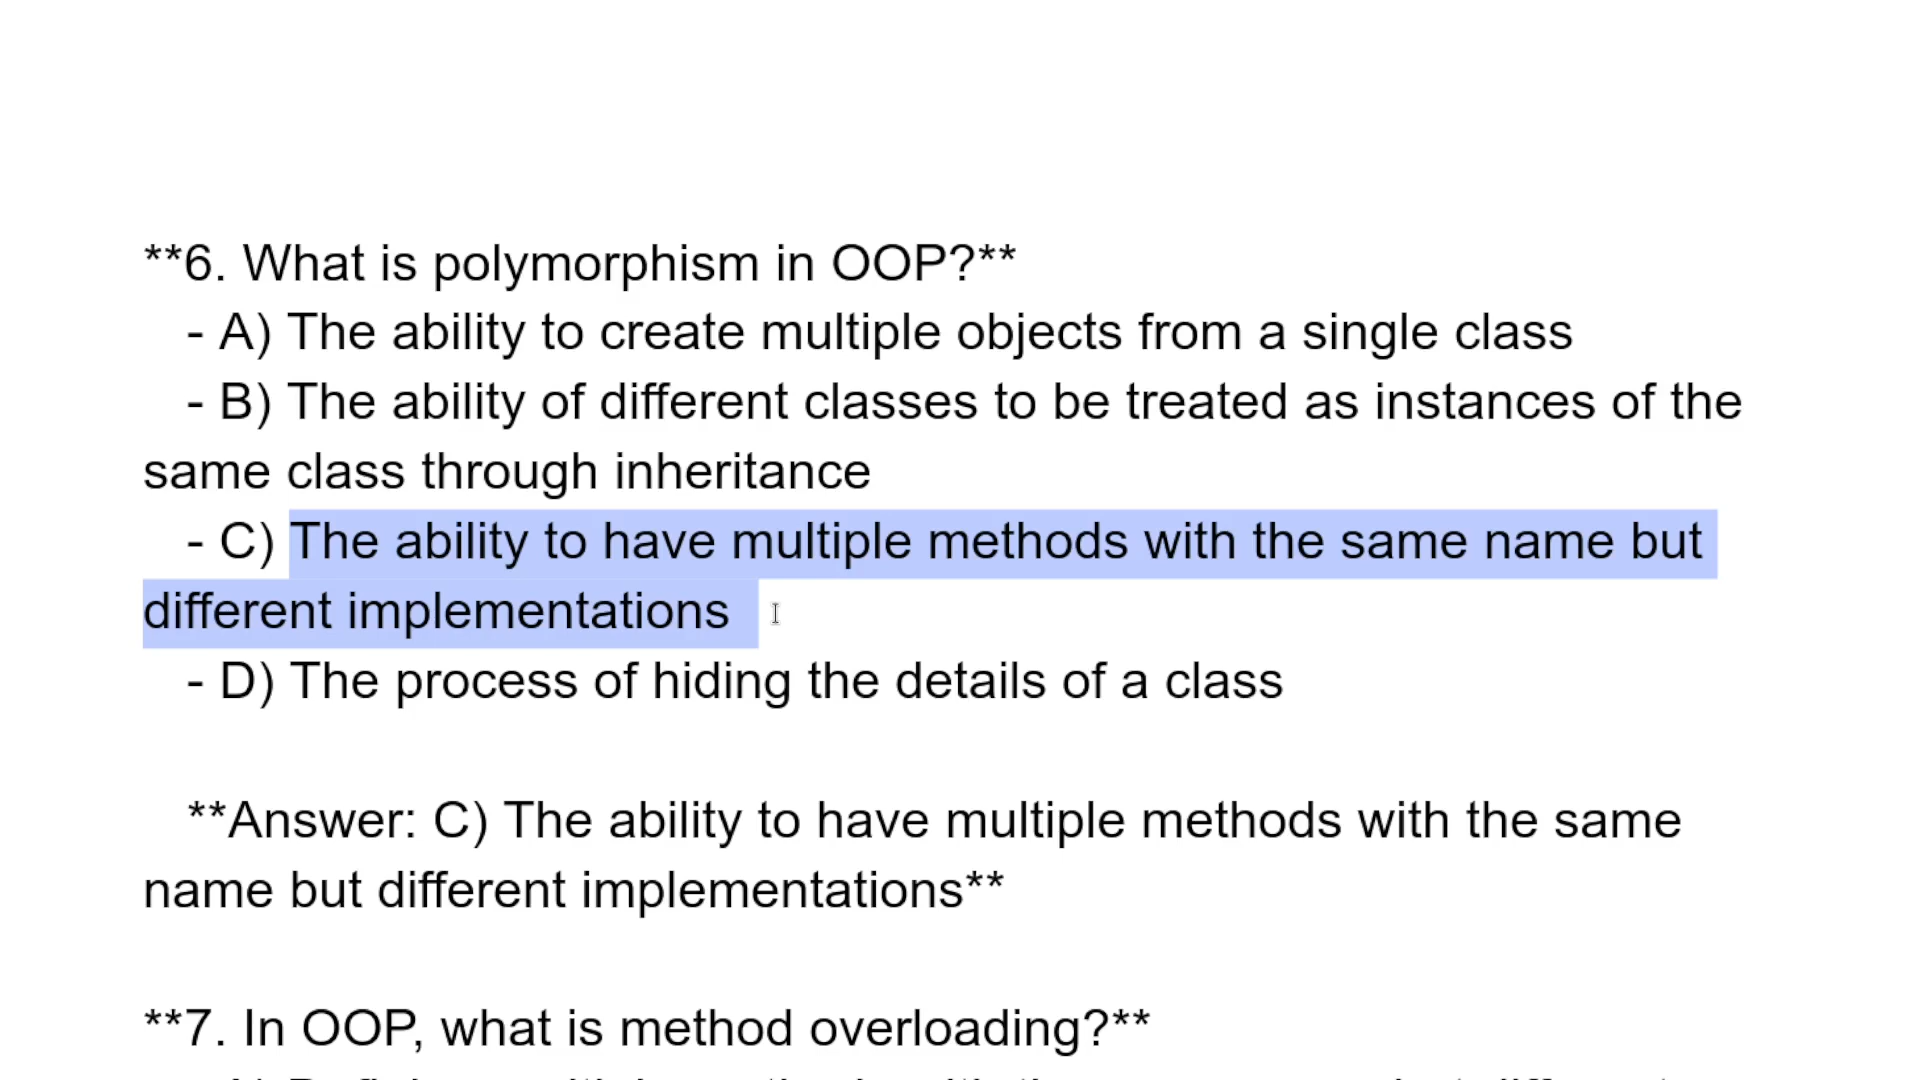 **6. What is polymorphism in OOP?**
- A) The ability to create multiple objects from a single class
- B) The ability of different classes to be treated as instances of the
same class through inheritance
- C) The ability to have multiple methods with the same name but
different implementations
- D) The process of hiding the details of a class
**Answer: C) The ability to have multiple methods with the same
name but different implementations**
**7. In OOP, what is method overloading?**